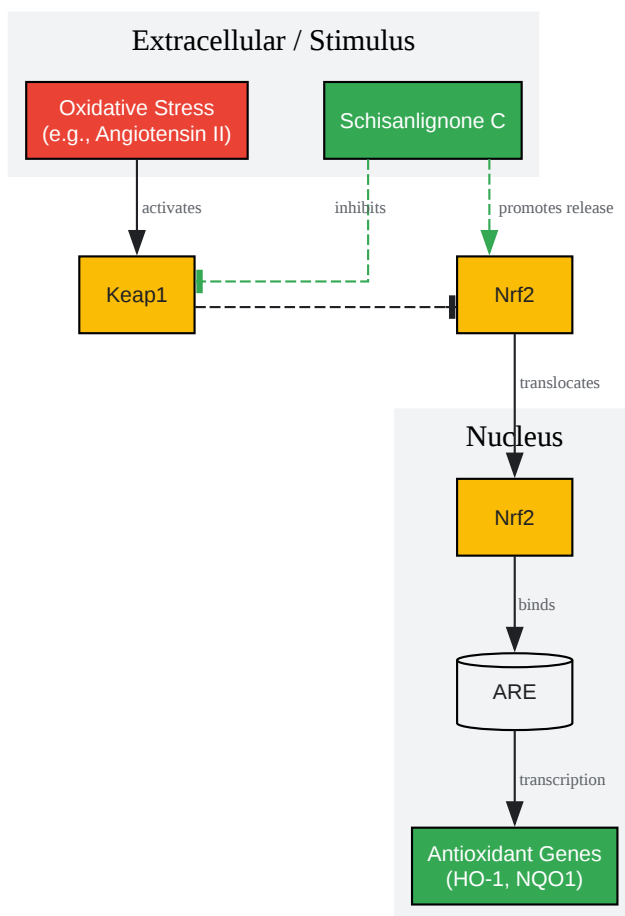 Extracellular / Stimulus
Oxidative Stress
(e.g., Angiotensin II)
Schisanlignone C
activates
inhibits
promotes release
Keap1
Nrf2
translocates
Nucleus
Nrf2
binds
ARE
transcription
Antioxidant Genes
(HO-1, NQO1)